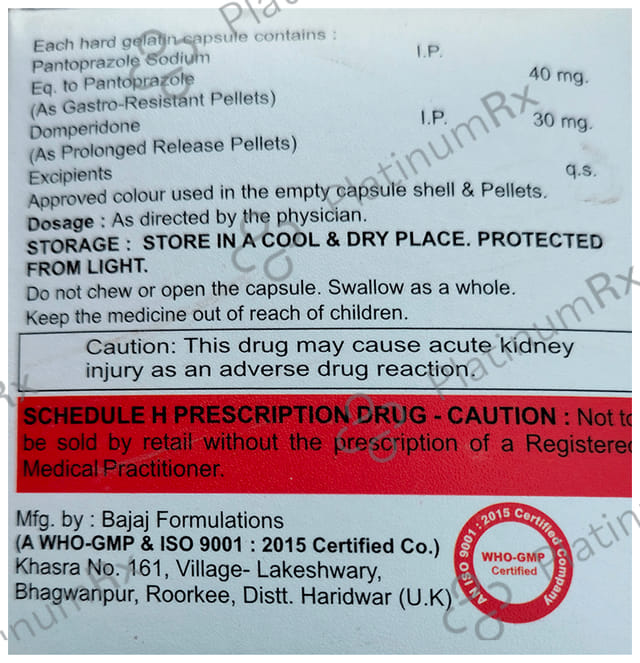 Each hard gelatin capsule contains :
Pantoprazole Sodium I.P.
Eq. to Pantoprazole 40 mg.
(As Gastro-Resistant Pellets)
Domperidone I.P. 30 mg.
(As Prolonged Release Pellets)
Excipients q.s.
Approved colour used in the empty capsule shell & Pellets.
Dosage : As directed by the physician.
STORAGE : STORE IN A COOL & DRY PLACE. PROTECTED
FROM LIGHT.
Do not chew or open the capsule. Swallow as a whole.
Keep the medicine out of reach of children.
Caution: This drug may cause acute kidney
injury as an adverse drug reaction.
SCHEDULE H PRESCRIPTION DRUG - CAUTION : Not to
be sold by retail without the prescription of a Registered
Medical Practitioner.
Mfg. by : Bajaj Formulations
(A WHO-GMP & ISO 9001 : 2015 Certified Co.)
Khasra No. 161, Village- Lakeshwary,
Bhagwanpur, Roorkee, Distt. Haridwar (U.K)
AN ISO 9001 : 2015 Certified Company
WHO-GMP
Certified
PlatinumRx
PlatinumRx
PlatinumRx
PlatinumRx
Platin
Rx
inumRx